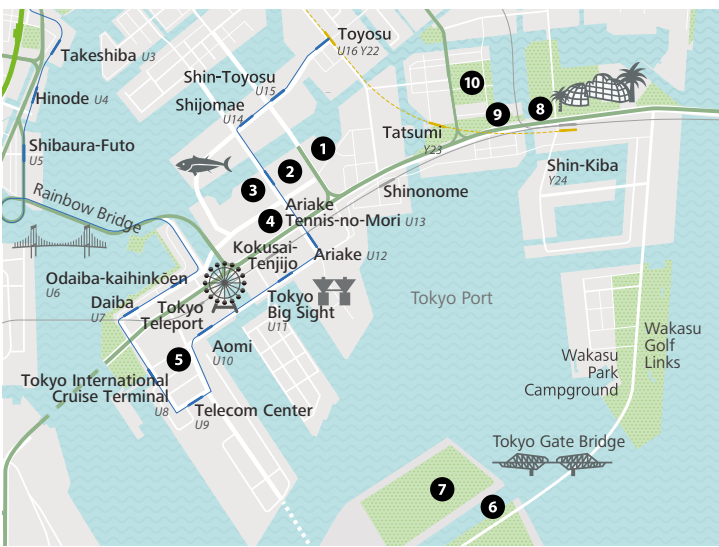 Toyosu
U16 Y22
Takeshiba U3
Shin-Toyosu
U15
Hinode U4
Shijomae
U14
10
9
8
Shibaura-Futo
U5
1
Tatsumi
Y23
2
Shin-Kiba
Y24
3
Shinonome
Rainbow Bridge
Ariake
Tennis-no-Mori U13
4
Kokusai-
Tenjijo
Ariake U12
Odaiba-kaihinkōen
U6
Daiba
U7
Tokyo
Teleport
Tokyo
Big Sight
U11
Tokyo Port
Wakasu
Golf
Links
Aomi
U10
5
Wakasu
Park
Campground
Tokyo International
Cruise Terminal
U8
Telecom Center
U9
Tokyo Gate Bridge
7
6